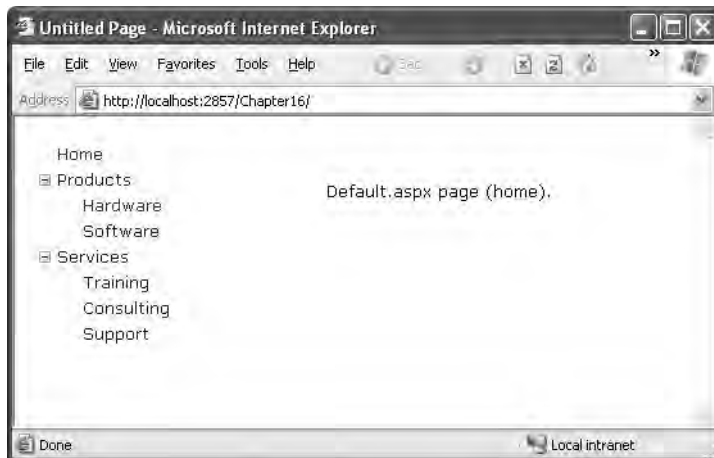 Untitled Page - Microsoft Internet Explorer
File Edit View Favorites Tools Help
Address http://localhost:2857/Chapter16/
Home
Products
Hardware
Software
Services
Training
Consulting
Support
Default.aspx page (home).
Done
Local intranet